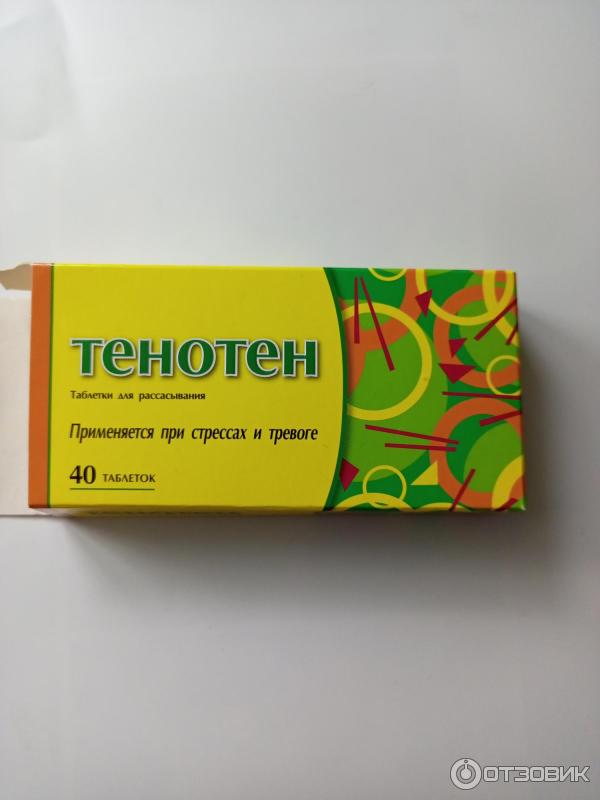 ТЕНОТЕН
Таблетки для рассасывания
Применяется при стрессах и тревоге
40 ТАБЛЕТОК
ОТЗОВИК